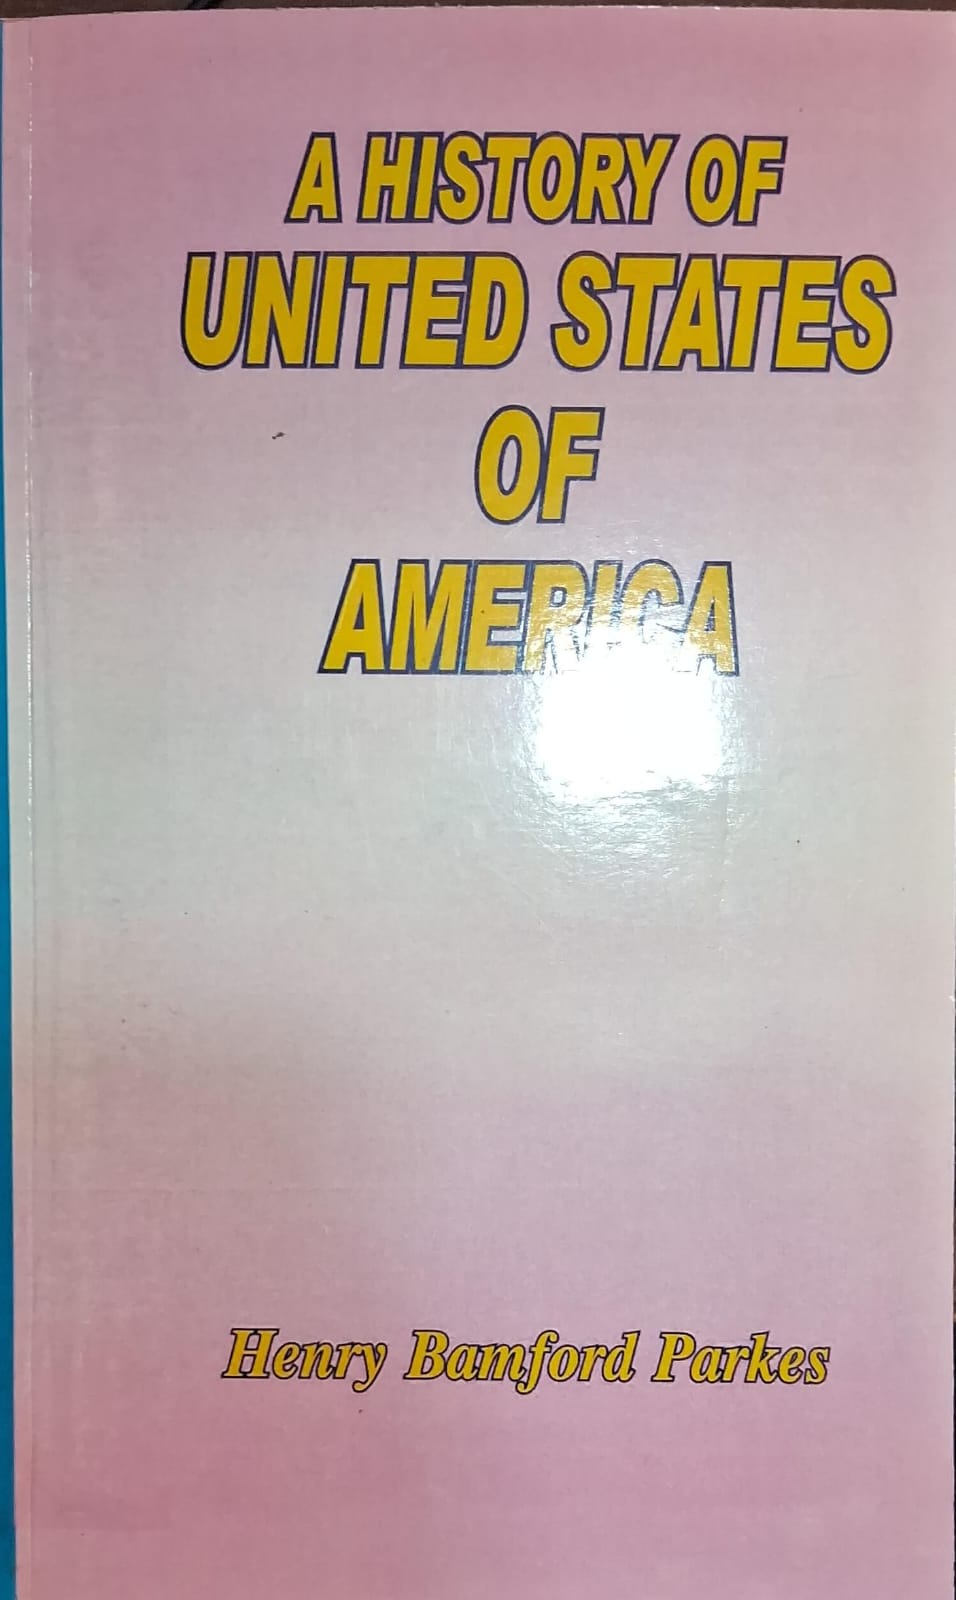 A HISTORY OF
UNITED STATES
OF
AMERICA
Henry Bamford Parkes